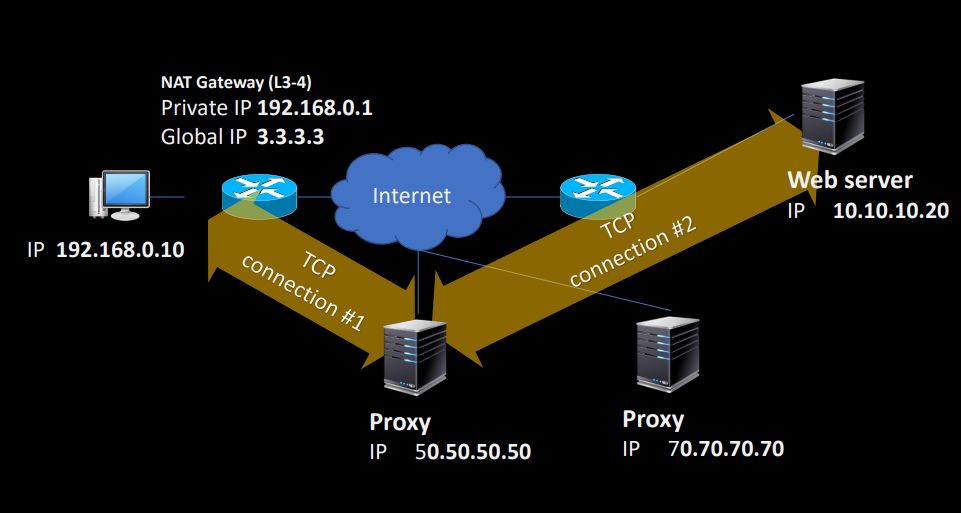 NAT Gateway (L3-4)
Private IP 192.168.0.1
Global IP 3.3.3.3
Internet
Web server
IP 10.10.10.20
IP 192.168.0.10
TCP
connection #1
TCP
connection #2
Proxy
IP 50.50.50.50
Proxy
IP 70.70.70.70